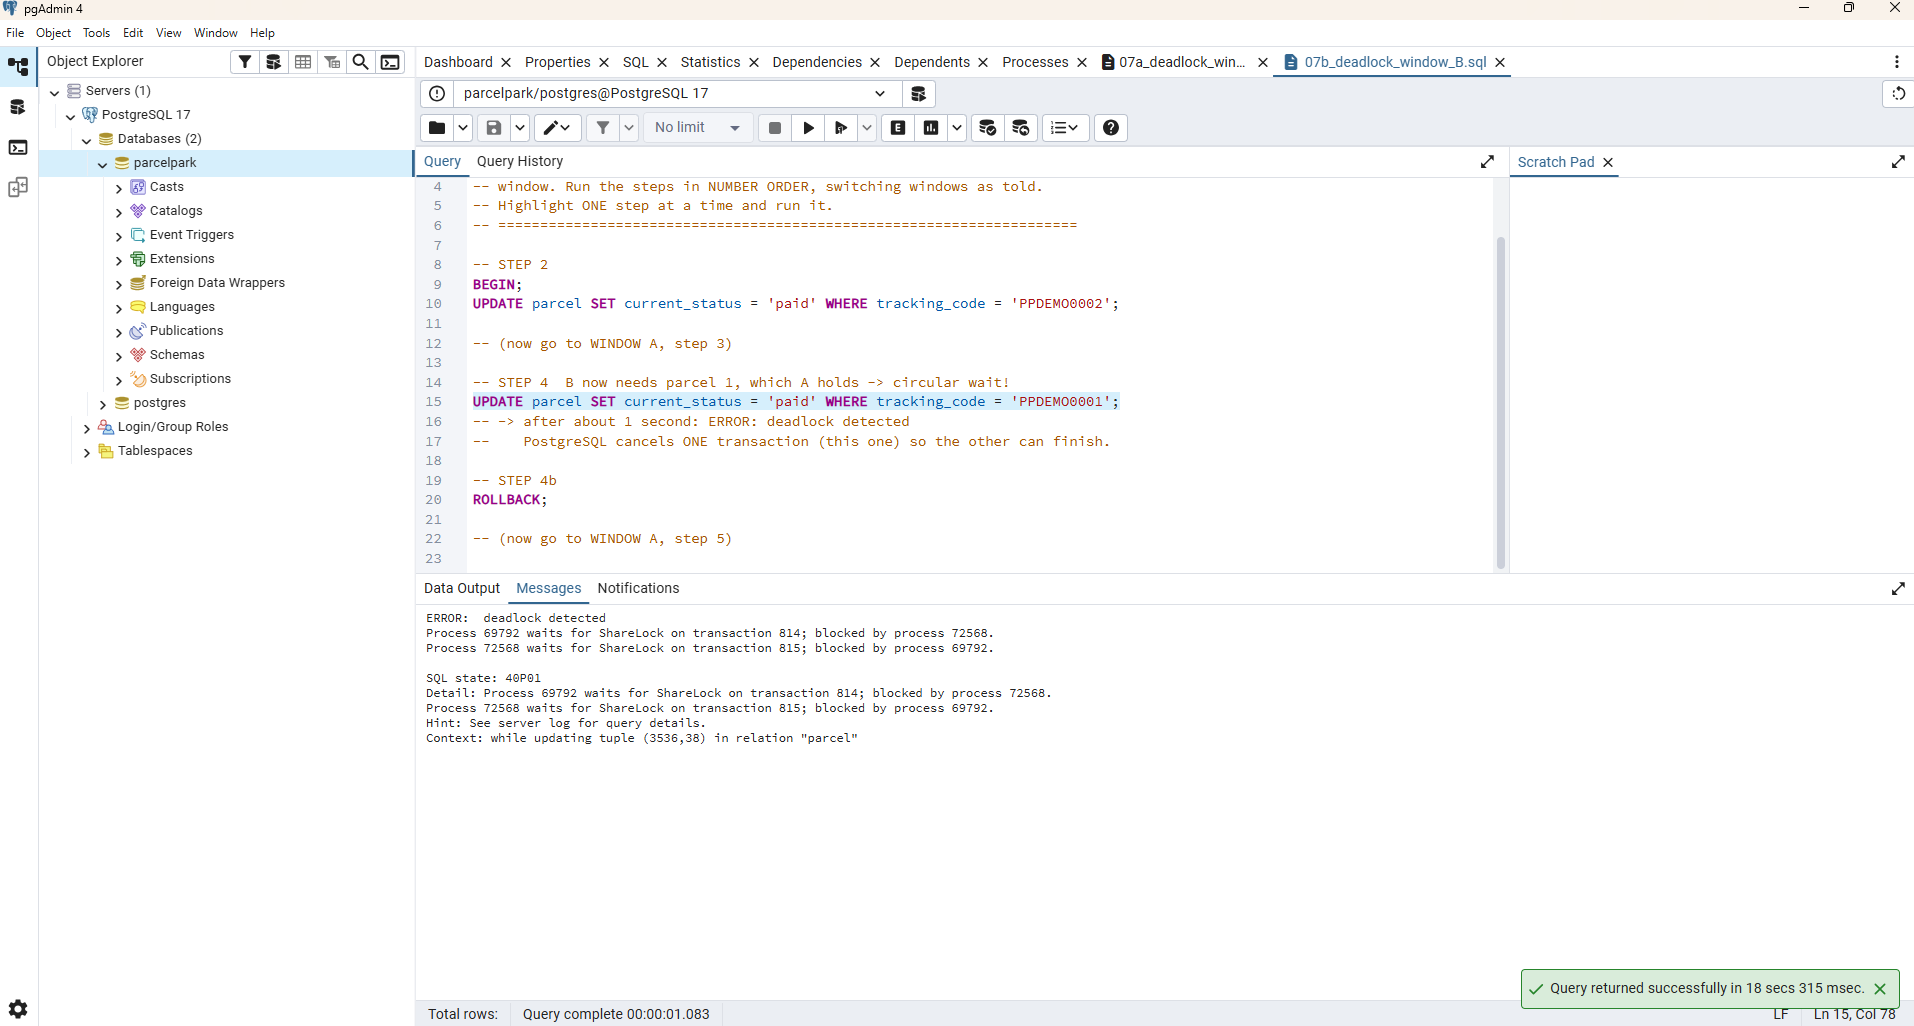 pgAdmin 4
File Object Tools Edit View Window Help
Object Explorer
Servers (1)
PostgreSQL 17
Databases (2)
parcelpark
Casts
Catalogs
Event Triggers
Extensions
Foreign Data Wrappers
Languages
Publications
Schemas
Subscriptions
postgres
Login/Group Roles
Tablespaces
Dashboard Properties SQL Statistics Dependencies Dependents Processes 07a_deadlock_win... 07b_deadlock_window_B.sql
parcelpark/postgres@PostgreSQL 17
No limit
E
Query Query History
Scratch Pad
4 -- window. Run the steps in NUMBER ORDER, switching windows as told.
5 -- Highlight ONE step at a time and run it.
6 -- =====================================================================
7
8 -- STEP 2
9 BEGIN;
10 UPDATE parcel SET current_status = 'paid' WHERE tracking_code = 'PPDEMO0002';
11
12 -- (now go to WINDOW A, step 3)
13
14 -- STEP 4  B now needs parcel 1, which A holds -> circular wait!
15 UPDATE parcel SET current_status = 'paid' WHERE tracking_code = 'PPDEMO0001';
16 -- -> after about 1 second: ERROR: deadlock detected
17 --    PostgreSQL cancels ONE transaction (this one) so the other can finish.
18
19 -- STEP 4b
20 ROLLBACK;
21
22 -- (now go to WINDOW A, step 5)
23
Data Output Messages Notifications
ERROR:  deadlock detected
Process 69792 waits for ShareLock on transaction 814; blocked by process 72568.
Process 72568 waits for ShareLock on transaction 815; blocked by process 69792.
SQL state: 40P01
Detail: Process 69792 waits for ShareLock on transaction 814; blocked by process 72568.
Process 72568 waits for ShareLock on transaction 815; blocked by process 69792.
Hint: See server log for query details.
Context: while updating tuple (3536,38) in relation "parcel"
Query returned successfully in 18 secs 315 msec.
Total rows: Query complete 00:00:01.083 LF Ln 15, Col 78